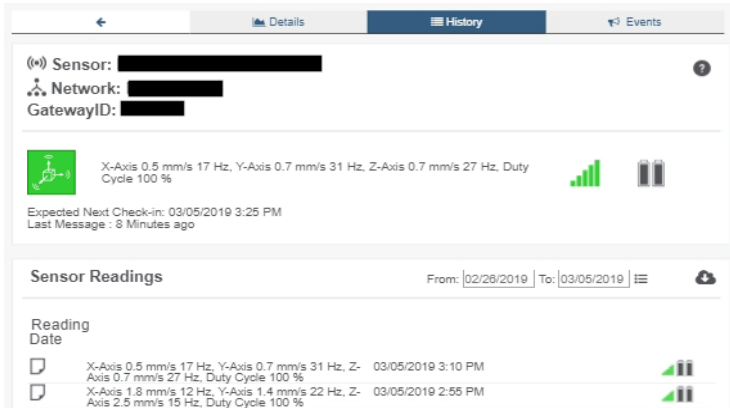 Details
History
Events
Sensor:
Network:
GatewayID:
X-Axis 0.5 mm/s 17 Hz, Y-Axis 0.7 mm/s 31 Hz, Z-Axis 0.7 mm/s 27 Hz, Duty
Cycle 100 %
Expected Next Check-in: 03/05/2019 3:25 PM
Last Message : 8 Minutes ago
Sensor Readings
From: 02/26/2019 To: 03/05/2019
Reading
Date
X-Axis 0.5 mm/s 17 Hz, Y-Axis 0.7 mm/s 31 Hz, Z- 03/05/2019 3:10 PM
Axis 0.7 mm/s 27 Hz, Duty Cycle 100 %
X-Axis 1.8 mm/s 12 Hz, Y-Axis 1.4 mm/s 22 Hz, Z- 03/05/2019 2:55 PM
Axis 2.5 mm/s 15 Hz, Duty Cycle 100 %